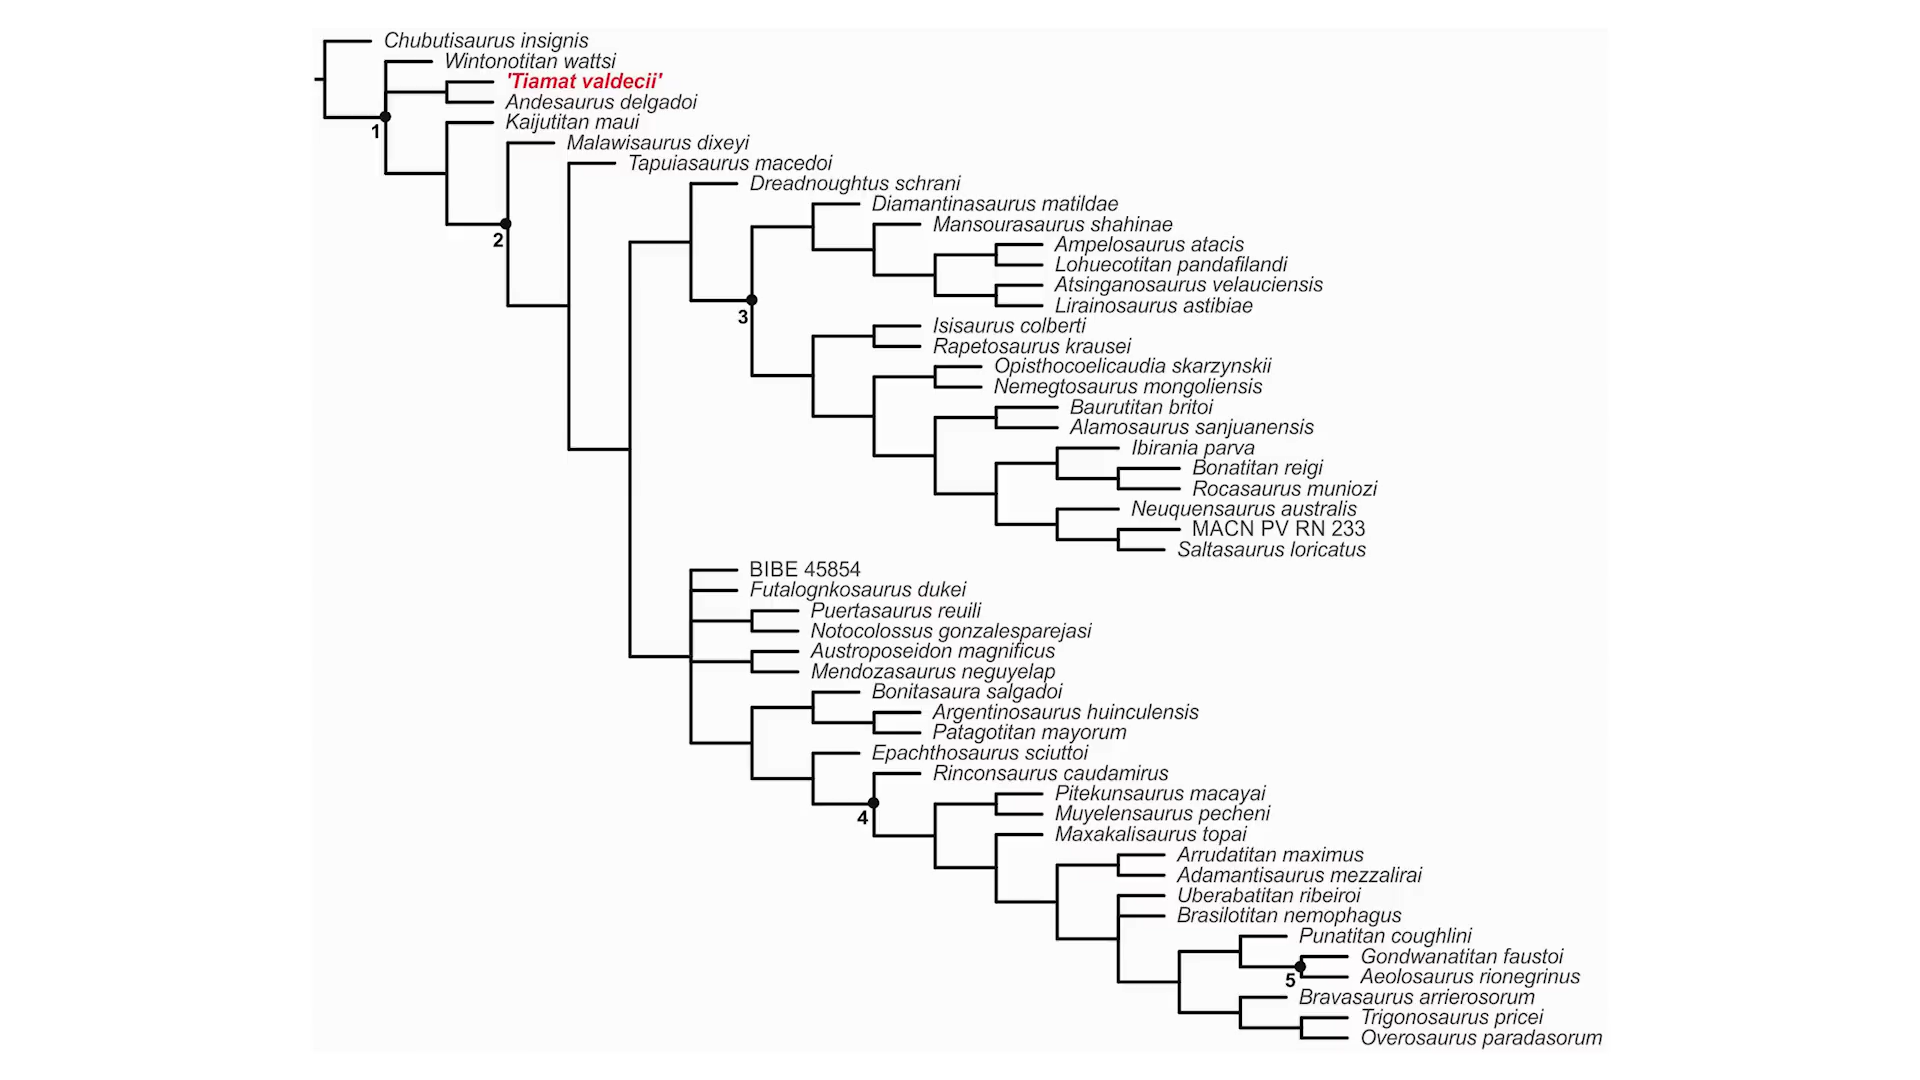 Chubutisaurus insignis
Wintonotitan wattsi
'Tiamat valdecii'
Andesaurus delgadoi
1
Kaijutitan maui
Malawisaurus dixeyi
Tapuiasaurus macedoi
Dreadnoughtus schrani
Diamantinasaurus matildae
Mansourasaurus shahinae
2
Ampelosaurus atacis
Lohuecotitan pandafilandi
Atsinganosaurus velauciensis
Lirainosaurus astibiae
3
Isisaurus colberti
Rapetosaurus krausei
Opisthocoelicaudia skarzynskii
Nemegtosaurus mongoliensis
Baurutitan britoi
Alamosaurus sanjuanensis
Ibirania parva
Bonatitan reigi
Rocasaurus muniozi
Neuquensaurus australis
MACN PV RN 233
Saltasaurus loricatus
BIBE 45854
Futalognkosaurus dukei
Puertasaurus reuili
Notocolossus gonzalesparejasi
Austroposeidon magnificus
Mendozasaurus neguyelap
Bonitasaura salgadoi
Argentinosaurus huinculensis
Patagotitan mayorum
Epachthosaurus sciuttoi
Rinconsaurus caudamirus
Pitekunsaurus macayai
Muyelensaurus pecheni
4
Maxakalisaurus topai
Arrudatitan maximus
Adamantisaurus mezzalirai
Uberabatitan ribeiroi
Brasilotitan nemophagus
Punatitan coughlini
Gondwanatitan faustoi
Aeolosaurus rionegrinus
5
Bravasaurus arrierosorum
Trigonosaurus pricei
Overosaurus paradasorum